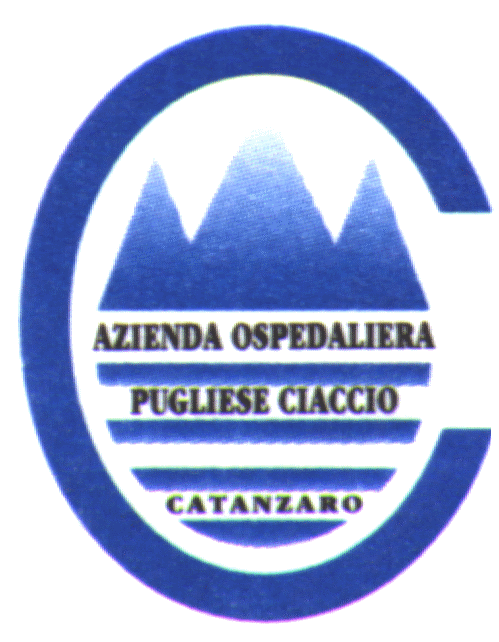 AZIENDA OSPEDALIERA
PUGLIESE CIACCIO
CATANZARO